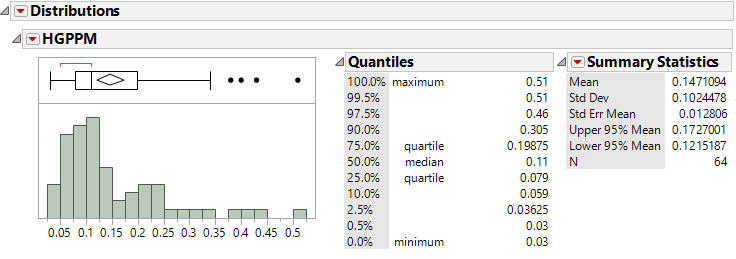 Distributions
HGPPM
0.05 0.1 0.15 0.2 0.25 0.3 0.35 0.4 0.45 0.5
Quantiles
100.0% maximum 0.51
99.5% 0.51
97.5% 0.46
90.0% 0.305
75.0% quartile 0.19875
50.0% median 0.11
25.0% quartile 0.079
10.0% 0.059
2.5% 0.03625
0.5% 0.03
0.0% minimum 0.03
Summary Statistics
Mean 0.1471094
Std Dev 0.1024478
Std Err Mean 0.012806
Upper 95% Mean 0.1727001
Lower 95% Mean 0.1215187
N 64